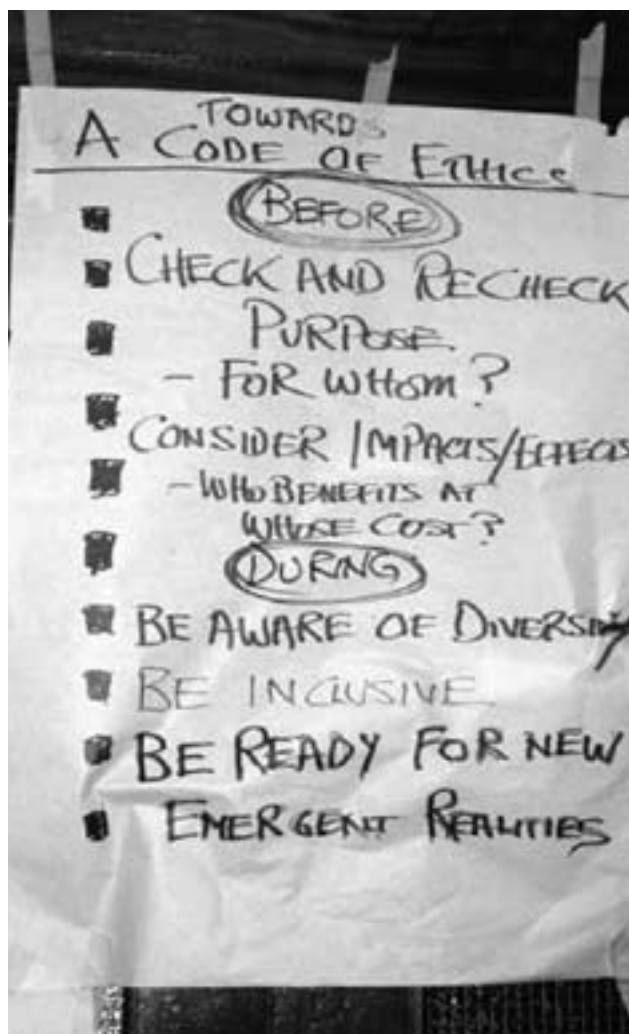 TOWARDS
A CODE OF ETHICS
BEFORE
CHECK AND RECHECK
PURPOSE
- FOR WHOM?
CONSIDER IMPACTS/EFFECTS
- WHO BENEFITS AT
WHOSE COST?
DURING
BE AWARE OF DIVERSITY
BE INCLUSIVE
BE READY FOR NEW
EMERGENT REALITIES